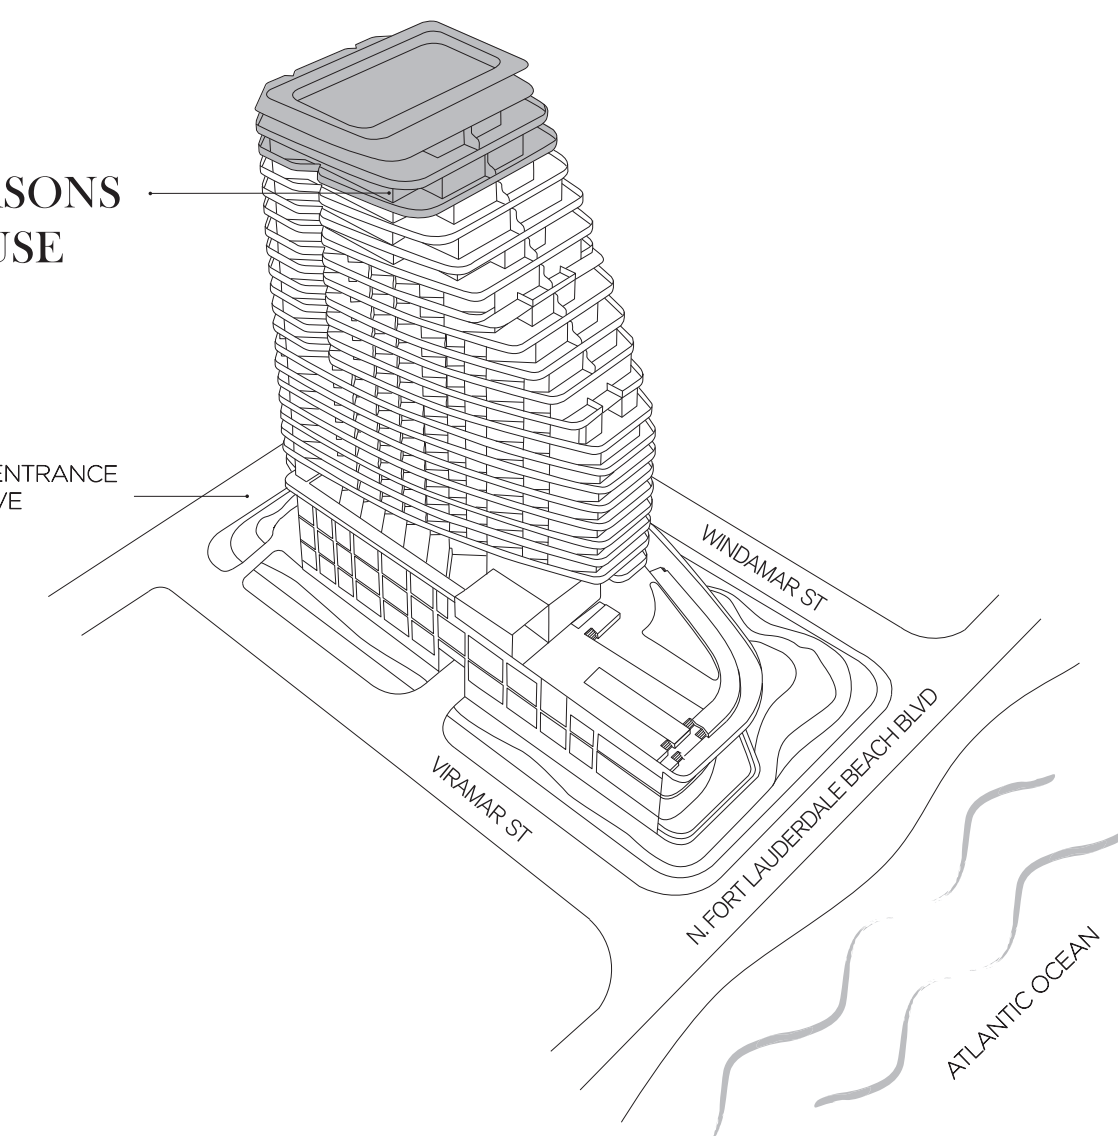 ASONS
USE
ENTRANCE
VE
WINDAMAR ST
N. FORT LAUDERDALE BEACH BLVD
VIRAMAR ST
ATLANTIC OCEAN